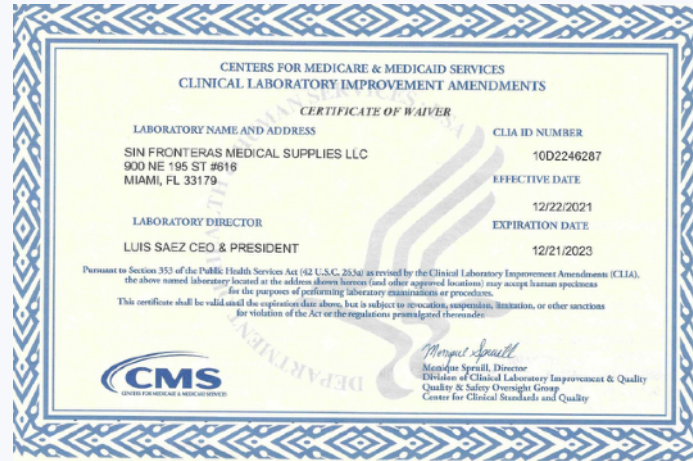 CENTERS FOR MEDICARE & MEDICAID SERVICES
CLINICAL LABORATORY IMPROVEMENT AMENDMENTS
CERTIFICATE OF WAIVER
LABORATORY NAME AND ADDRESS
SIN FRONTERAS MEDICAL SUPPLIES LLC
900 NE 195 ST #616
MIAMI, FL 33179
CLIA ID NUMBER
10D2246287
EFFECTIVE DATE
12/22/2021
LABORATORY DIRECTOR
LUIS SAEZ CEO & PRESIDENT
EXPIRATION DATE
12/21/2023
Pursuant to Section 353 of the Public Health Services Act (42 U.S.C. 263a) as revised by the Clinical Laboratory Improvement Amendments (CLIA),
the above named laboratory located at the address shown hereon (and other approved locations) may accept human specimens
for the purposes of performing laboratory examinations or procedures.
This certificate shall be valid until the expiration date above, but is subject to revocation, suspension, limitation, or other sanctions
for violation of the Act or the regulations promulgated thereunder.
Monique Spruill
Monique Spruill, Director
Division of Clinical Laboratory Improvement & Quality
Quality & Safety Oversight Group
Center for Clinical Standards and Quality
CMS
CENTERS FOR MEDICARE & MEDICAID SERVICES
DEPARTMENT HEALTH & HUMAN SERVICES USA